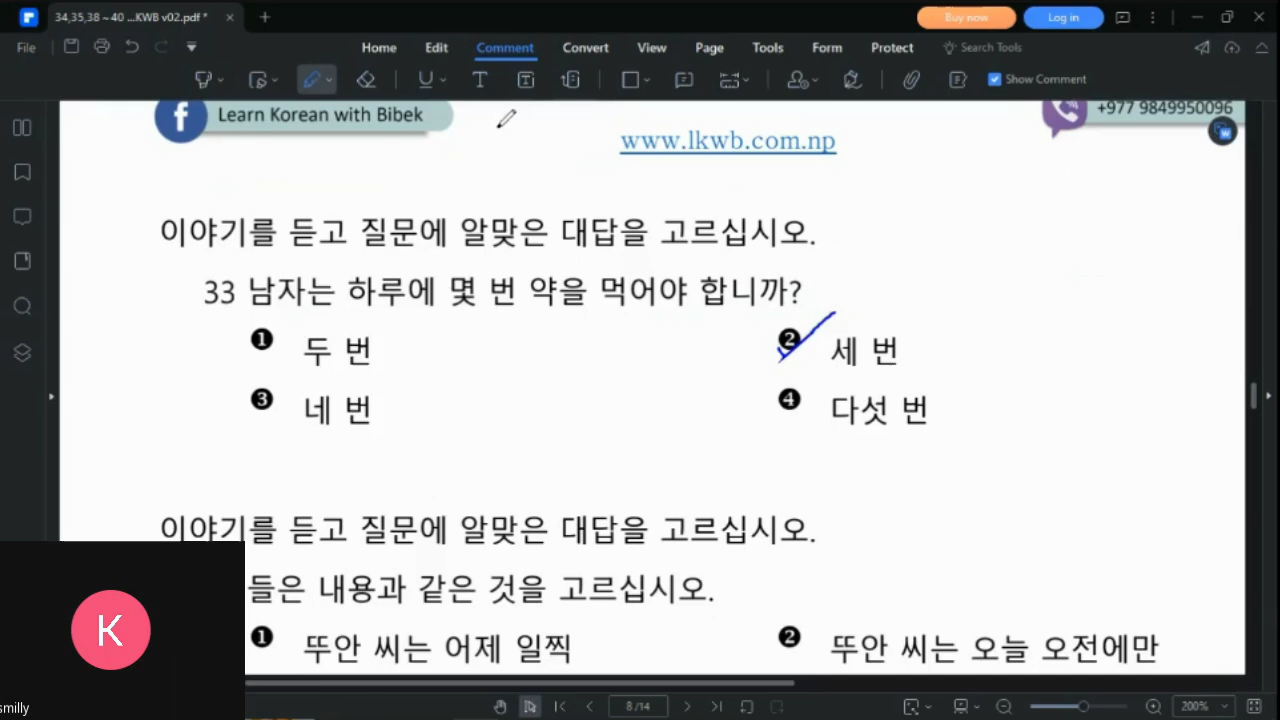 34,35,38 ~ 40 ...KWB v02.pdf *
Buy now
Log in
File
Home
Edit
Comment
Convert
View
Page
Tools
Form
Protect
Search Tools
Show Comment
Learn Korean with Bibek
+977 9849950096
www.lkwb.com.np
이야기를 듣고 질문에 알맞은 대답을 고르십시오.
33 남자는 하루에 몇 번 약을 먹어야 합니까?
❶ 두 번
❷ 세 번
❸ 네 번
❹ 다섯 번
이야기를 듣고 질문에 알맞은 대답을 고르십시오.
들은 내용과 같은 것을 고르십시오.
❶ 뚜안 씨는 어제 일찍
❷ 뚜안 씨는 오늘 오전에만
K
smilly
8 /14
200%